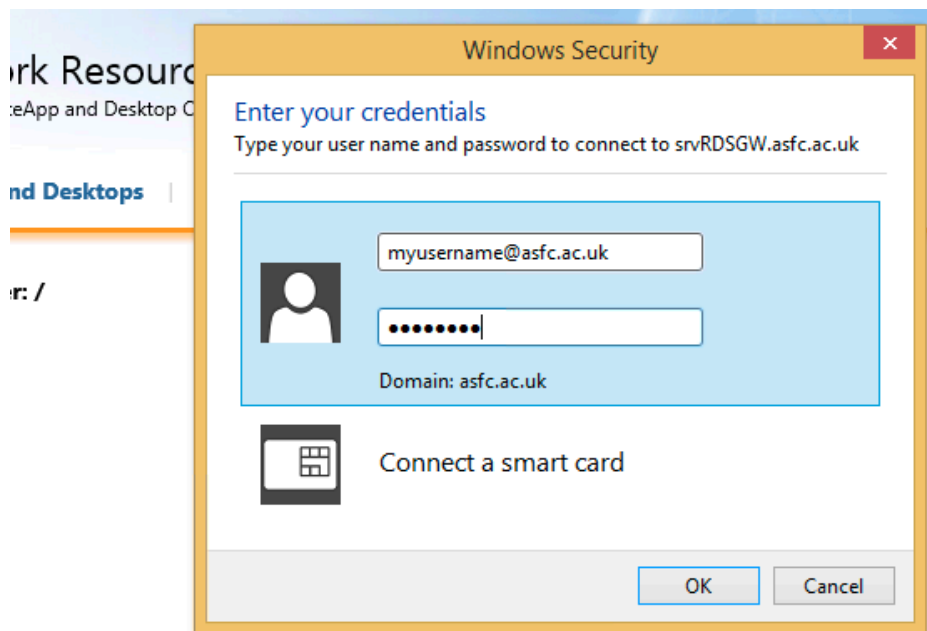 Windows Security
rk Resourc
eApp and Desktop C
nd Desktops |
er: /
Enter your credentials
Type your user name and password to connect to srvRDSGW.asfc.ac.uk
myusername@asfc.ac.uk
●●●●●●●●
Domain: asfc.ac.uk
Connect a smart card
OK
Cancel